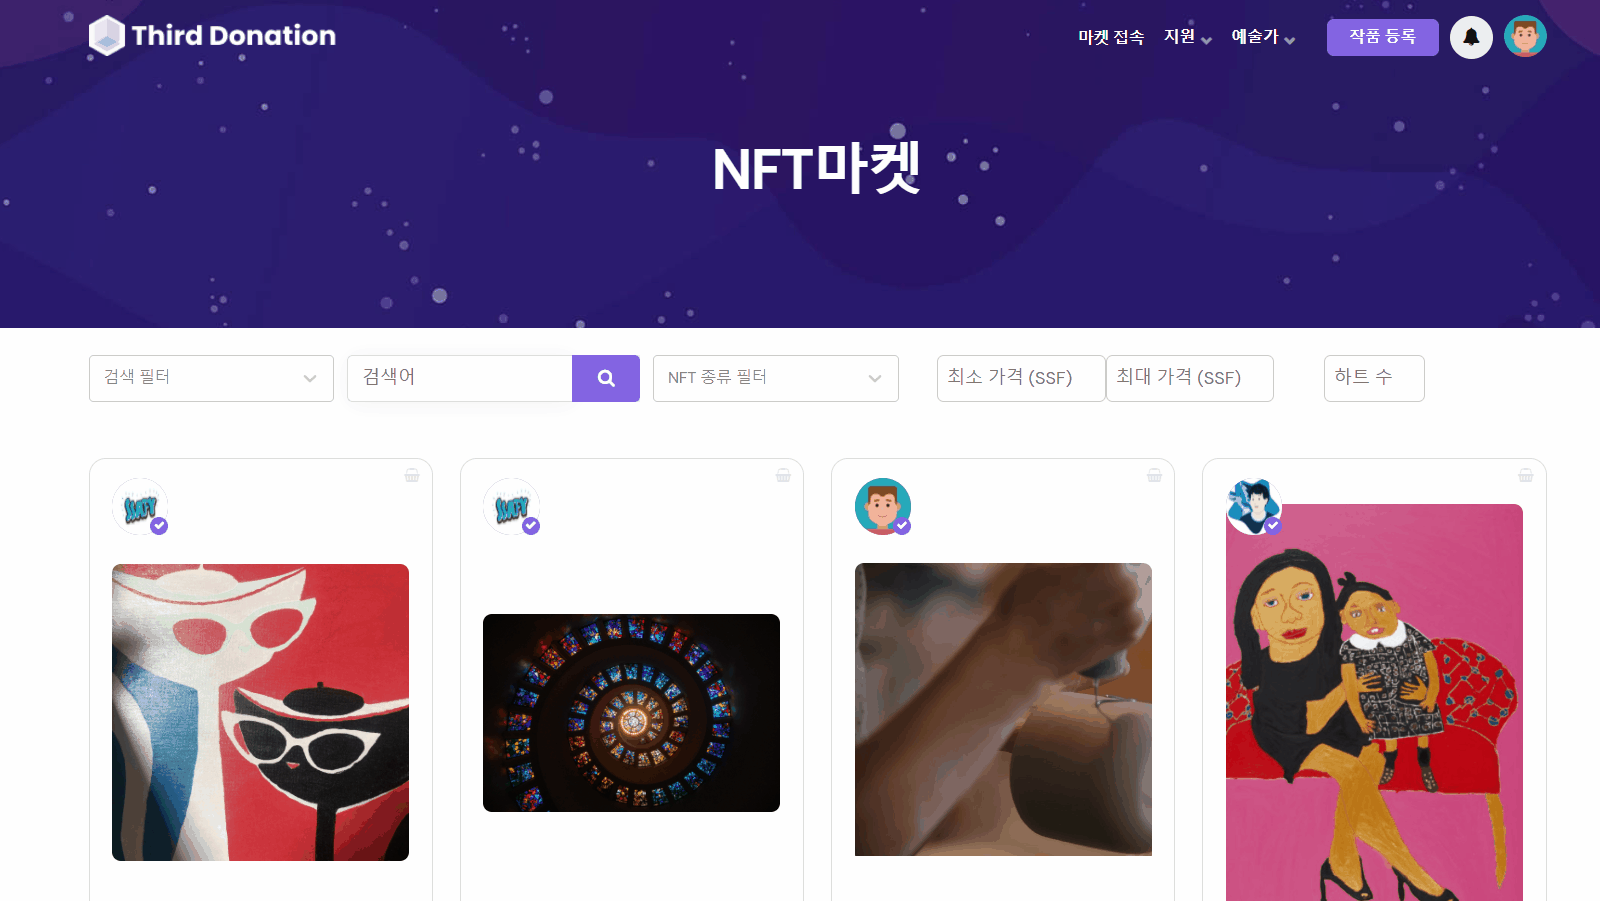 Third Donation
마켓 접속 지원 예술가 작품 등록
NFT마켓
검색 필터 검색어 NFT 종류 필터 최소 가격 (SSF) 최대 가격 (SSF) 하트 수